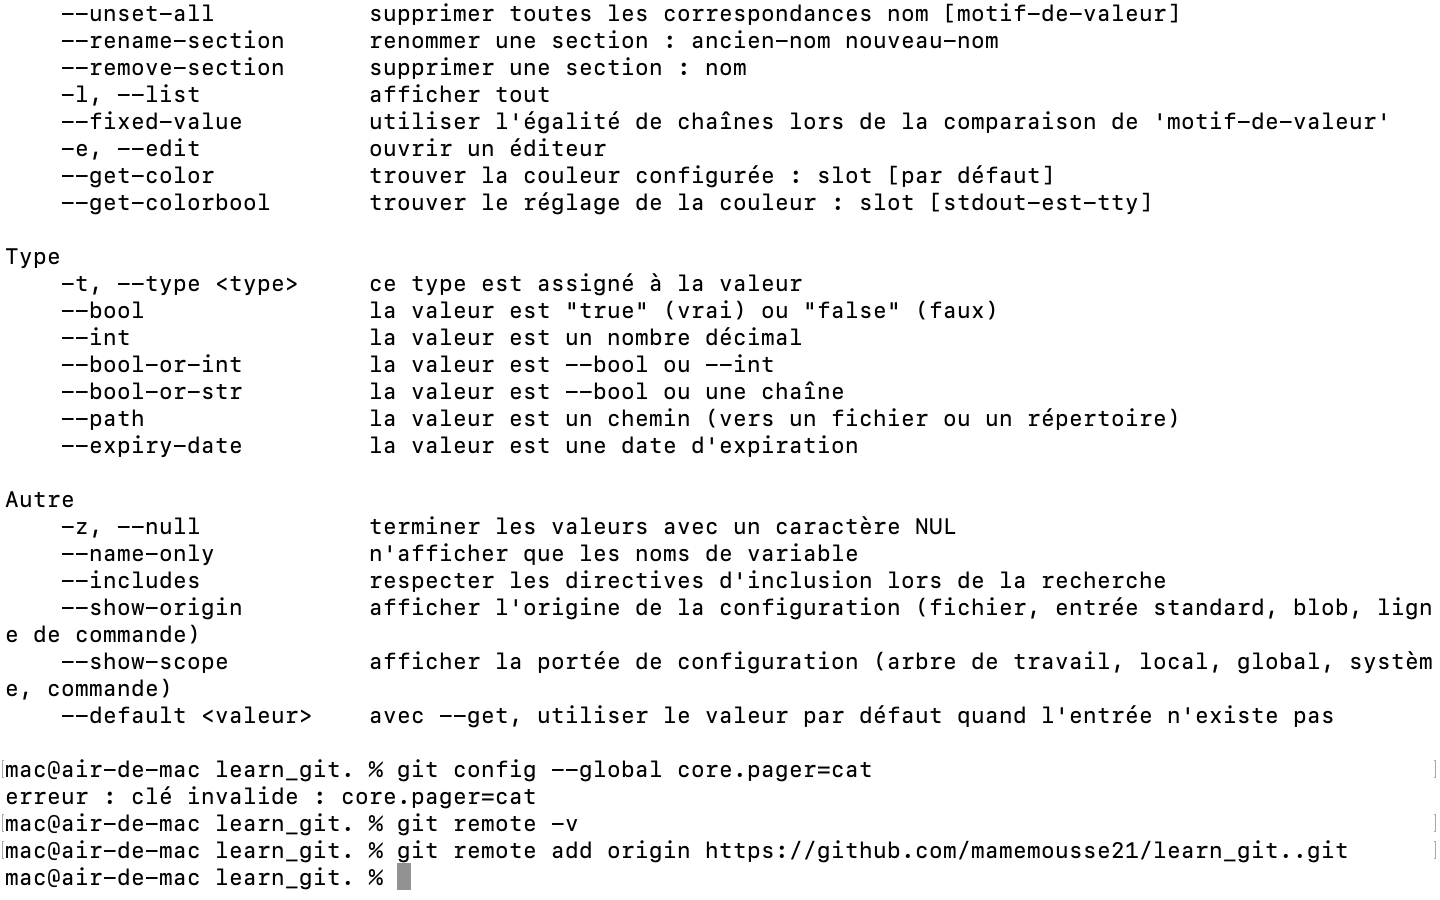 --unset-all           supprimer toutes les correspondances nom [motif-de-valeur]
--rename-section      renommer une section : ancien-nom nouveau-nom
--remove-section      supprimer une section : nom
-l, --list            afficher tout
--fixed-value         utiliser l'égalité de chaînes lors de la comparaison de 'motif-de-valeur'
-e, --edit            ouvrir un éditeur
--get-color           trouver la couleur configurée : slot [par défaut]
--get-colorbool       trouver le réglage de la couleur : slot [stdout-est-tty]

Type
-t, --type <type>     ce type est assigné à la valeur
--bool                la valeur est "true" (vrai) ou "false" (faux)
--int                 la valeur est un nombre décimal
--bool-or-int         la valeur est --bool ou --int
--bool-or-str         la valeur est --bool ou une chaîne
--path                la valeur est un chemin (vers un fichier ou un répertoire)
--expiry-date         la valeur est une date d'expiration

Autre
-z, --null            terminer les valeurs avec un caractère NUL
--name-only           n'afficher que les noms de variable
--includes            respecter les directives d'inclusion lors de la recherche
--show-origin         afficher l'origine de la configuration (fichier, entrée standard, blob, lign
e de commande)
--show-scope          afficher la portée de configuration (arbre de travail, local, global, systèm
e, commande)
--default <valeur>    avec --get, utiliser le valeur par défaut quand l'entrée n'existe pas

mac@air-de-mac learn_git. % git config --global core.pager=cat
erreur : clé invalide : core.pager=cat
mac@air-de-mac learn_git. % git remote -v
mac@air-de-mac learn_git. % git remote add origin https://github.com/mamemousse21/learn_git..git
mac@air-de-mac learn_git. %